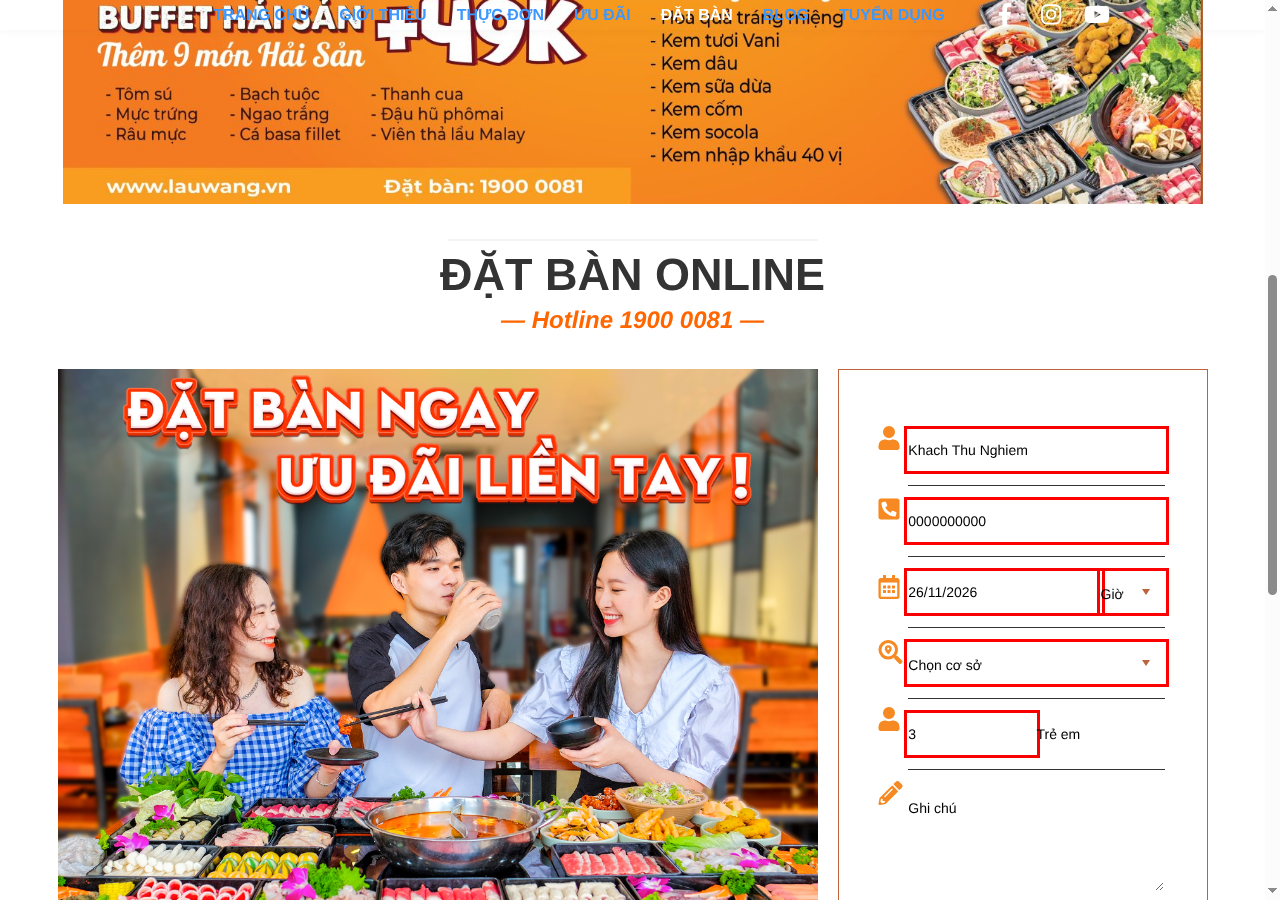 TRANG CHỦ GIỚI THIỆU THỰC ĐƠN ƯU ĐÃI ĐẶT BÀN BLOG TUYỂN DỤNG
BUFFET HẢI SẢN +49K
Thêm 9 món Hải Sản
- Tôm sú - Bạch tuộc - Thanh cua
- Mực trứng - Ngao trắng - Đậu hũ phômai
- Râu mực - Cá basa fillet - Viên thả lẩu Malay
www.lauwang.vn Đặt bàn: 1900 0081
- Hoa quả tráng miệng
- Kem tươi Vani
- Kem dâu
- Kem sữa dừa
- Kem cốm
- Kem socola
- Kem nhập khẩu 40 vị
ĐẶT BÀN ONLINE
— Hotline 1900 0081 —
ĐẶT BÀN NGAY
ƯU ĐÃI LIỀN TAY !
Khach Thu Nghiem
0000000000
26/11/2026 Giờ
Chọn cơ sở
3 Trẻ em
Ghi chú